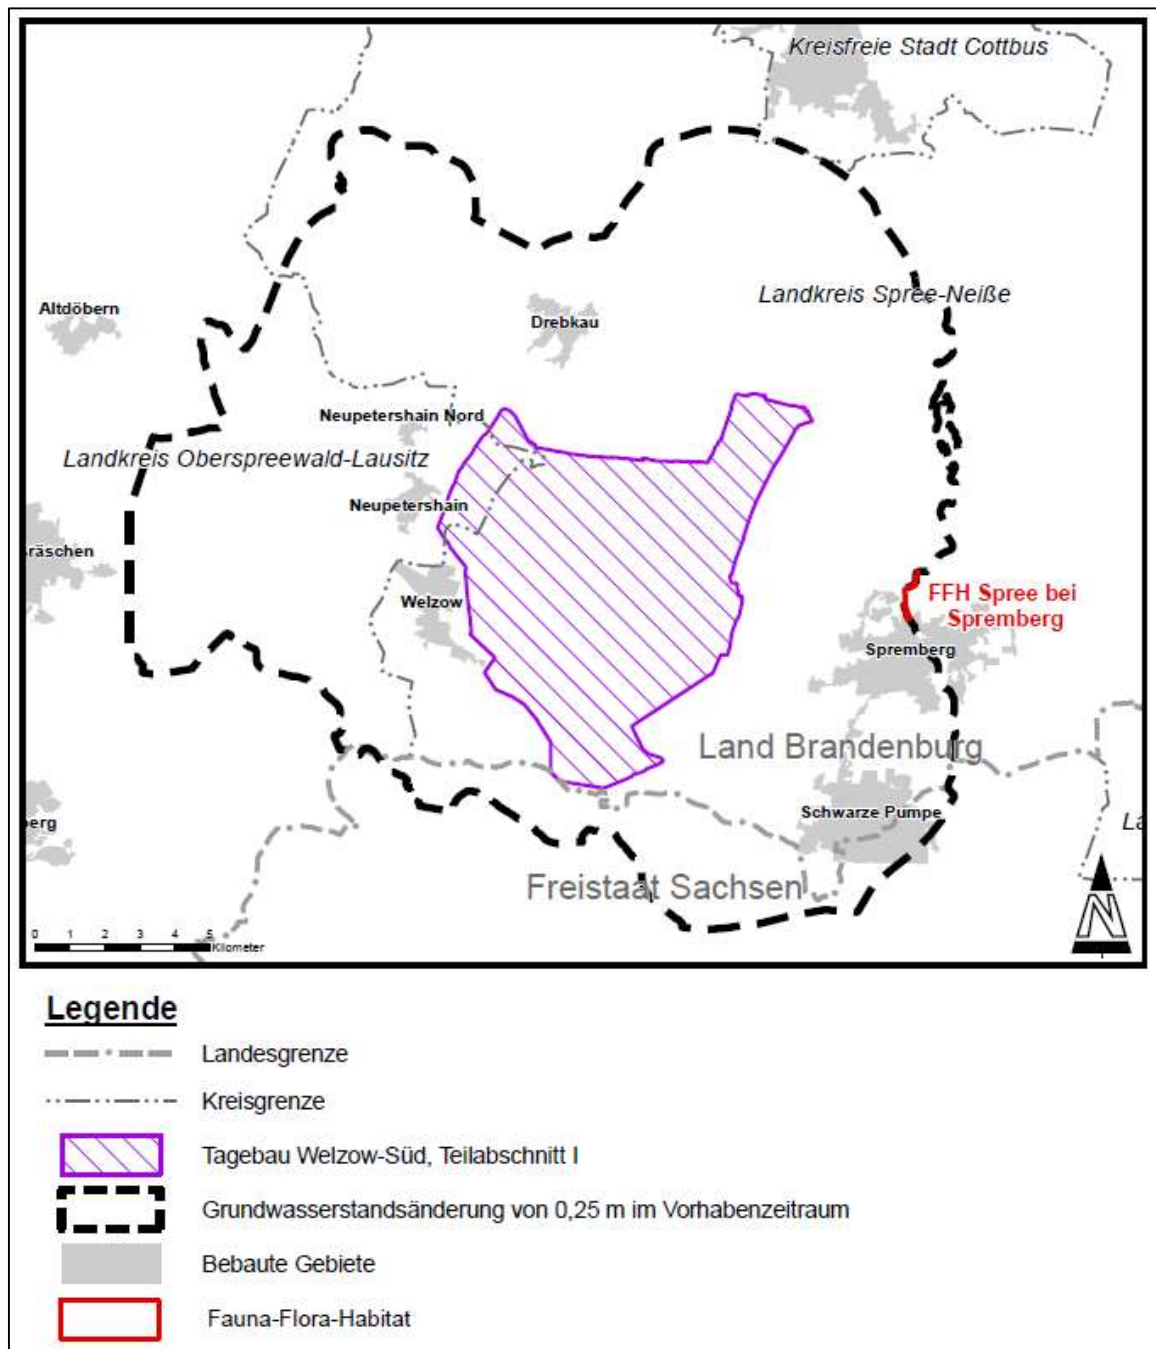 Kreisfreie Stadt Cottbus
Landkreis Spree-Neiße
Altdöbern
Drebkau
Neupetershain Nord
Landkreis Oberspreewald-Lausitz
Neupetershain
räschen
Welzow
FFH Spree bei
Spremberg
Spremberg
Land Brandenburg
Schwarze Pumpe
erg
La
Freistaat Sachsen
0 1 2 3 4 5
Kilometer
N
Legende
Landesgrenze
Kreisgrenze
Tagebau Welzow-Süd, Teilabschnitt I
Grundwasserstandsänderung von 0,25 m im Vorhabenzeitraum
Bebaute Gebiete
Fauna-Flora-Habitat